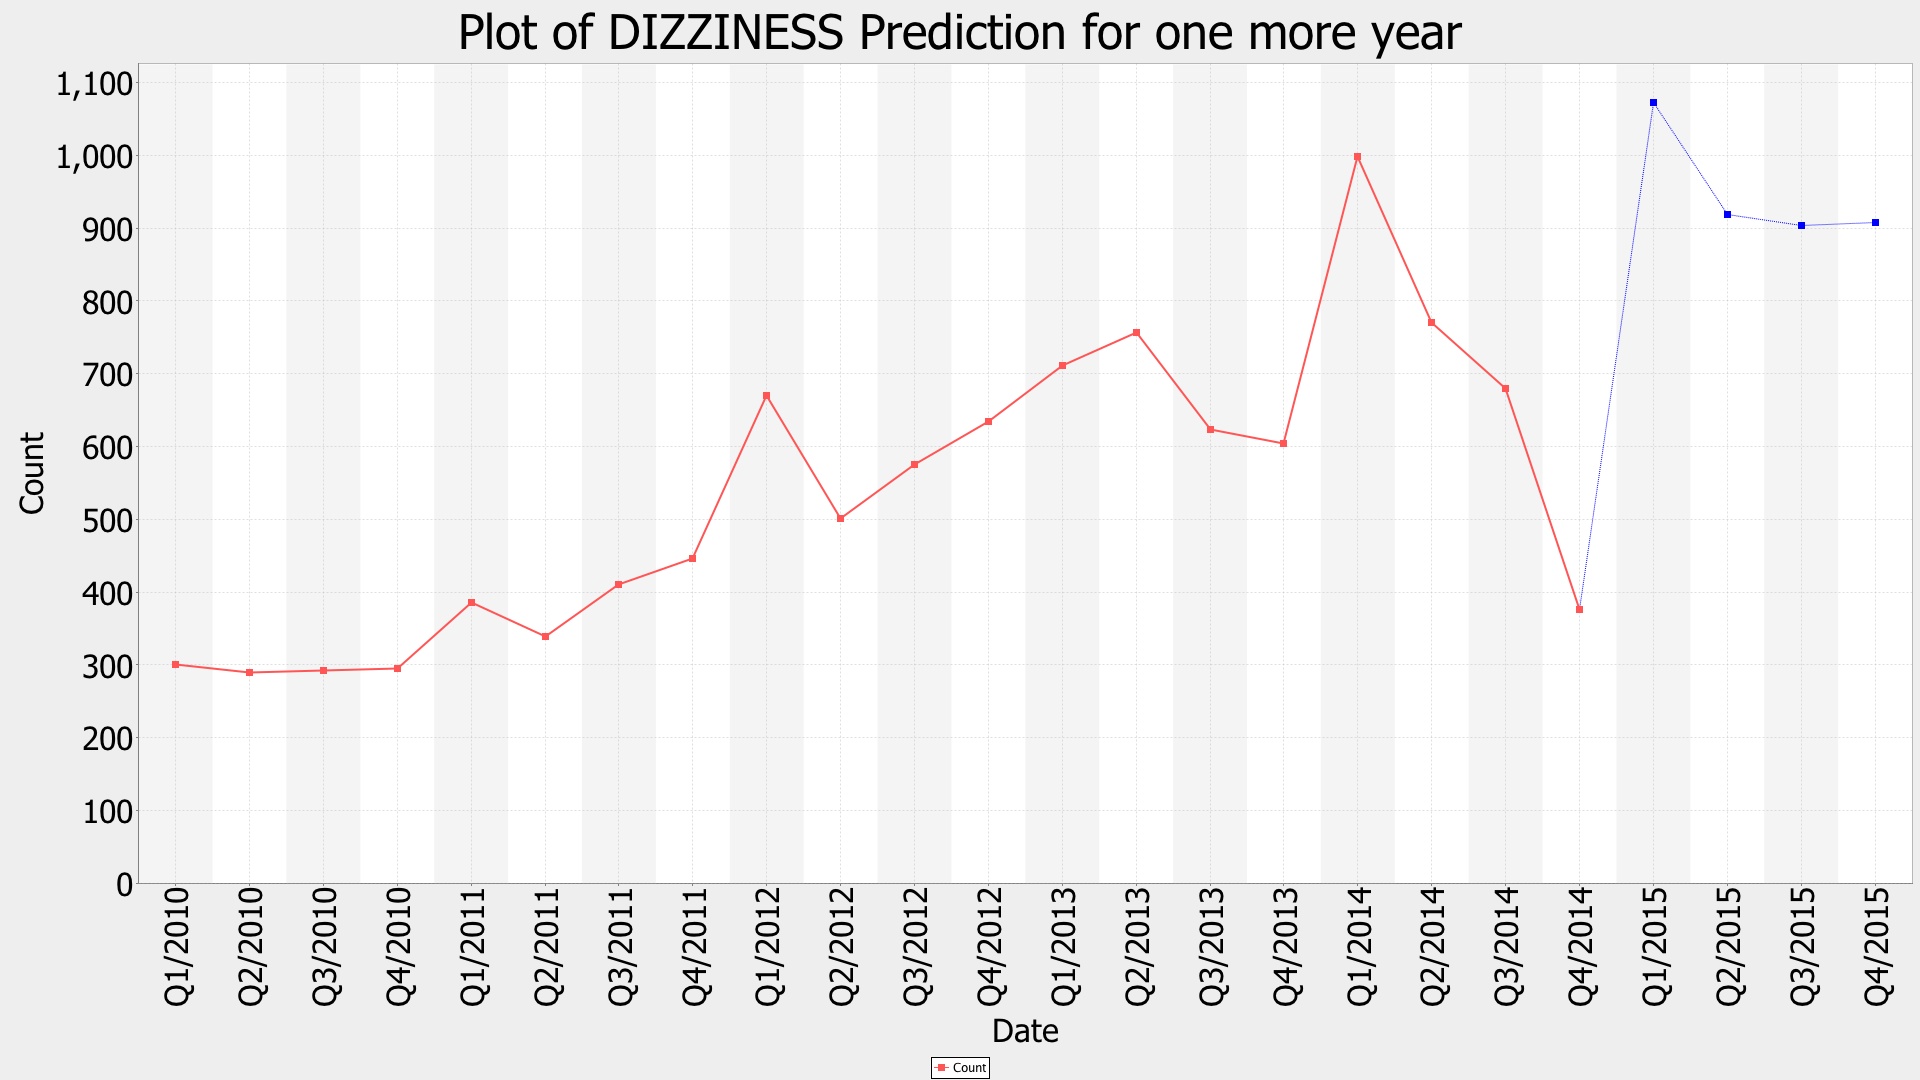 Plot of DIZZINESS Prediction for one more year
1,100
1,000
900
800
700
600
500
400
300
200
100
0
Count
Q1/2010
Q2/2010
Q3/2010
Q4/2010
Q1/2011
Q2/2011
Q3/2011
Q4/2011
Q1/2012
Q2/2012
Q3/2012
Q4/2012
Q1/2013
Q2/2013
Q3/2013
Q4/2013
Q1/2014
Q2/2014
Q3/2014
Q4/2014
Q1/2015
Q2/2015
Q3/2015
Q4/2015
Date
Count